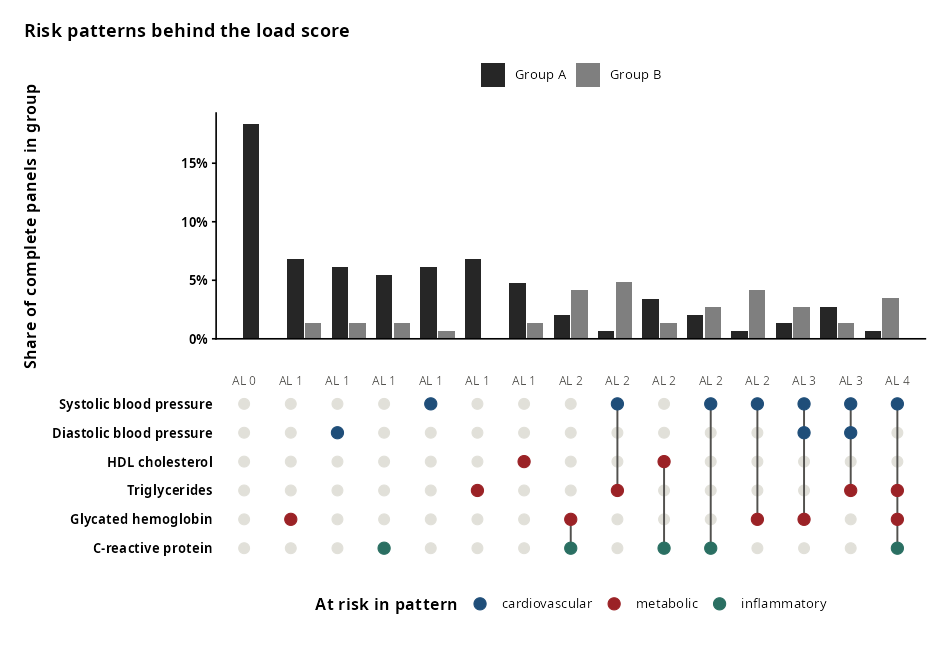 Risk patterns behind the load score
Group A Group B
Share of complete panels in group
15%
10%
5%
0%
AL 0 AL 1 AL 1 AL 1 AL 1 AL 1 AL 1 AL 2 AL 2 AL 2 AL 2 AL 2 AL 3 AL 3 AL 4
Systolic blood pressure
Diastolic blood pressure
HDL cholesterol
Triglycerides
Glycated hemoglobin
C-reactive protein
At risk in pattern cardiovascular metabolic inflammatory